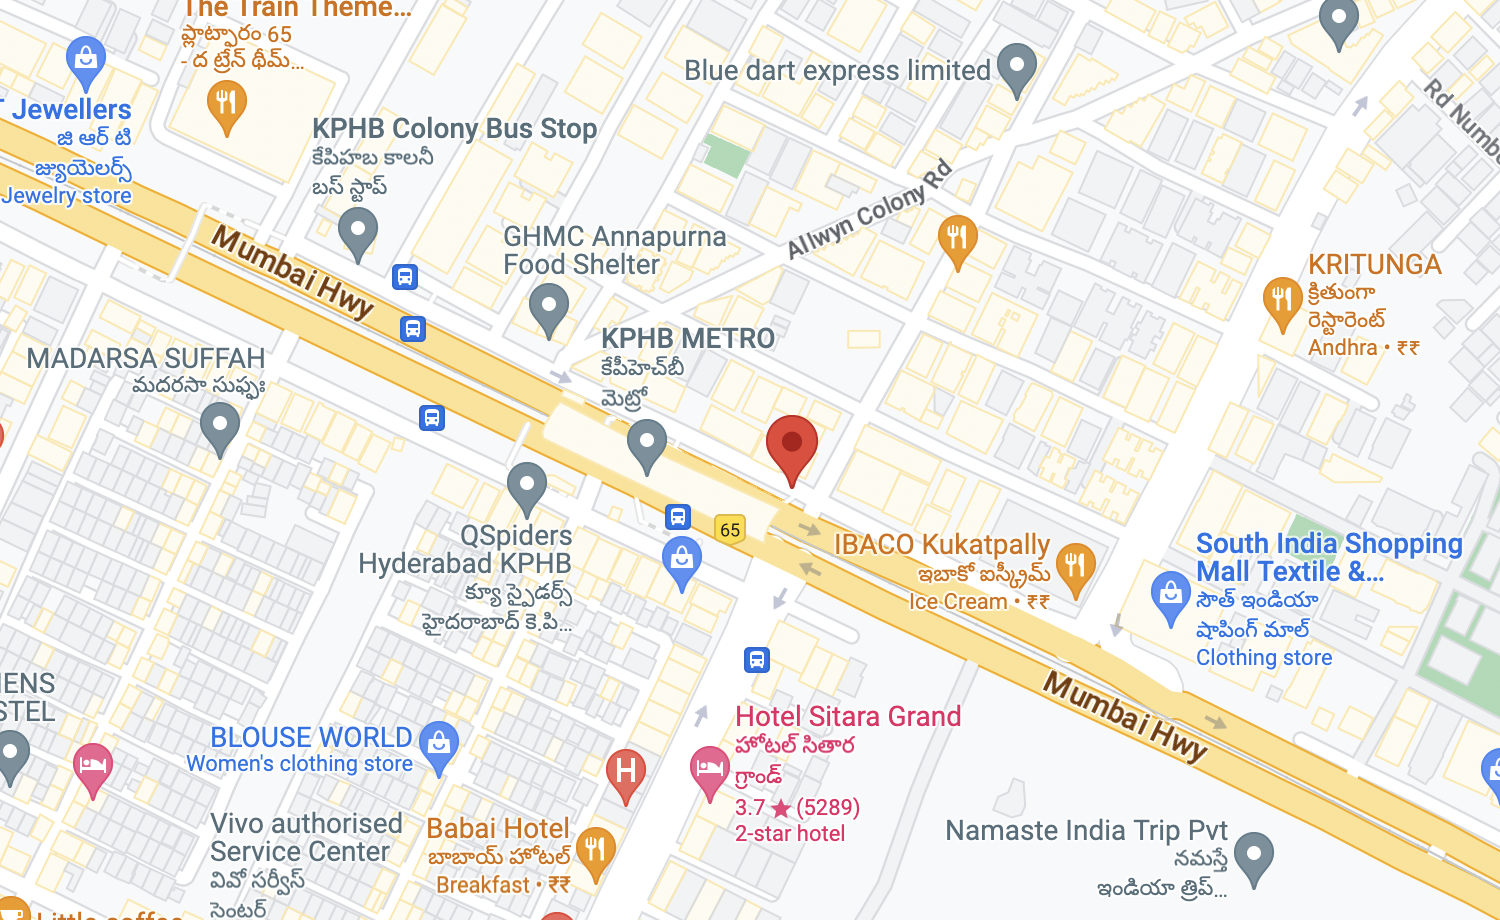 The Train Theme...
ప్లాట్ఫారం 65
- ద ట్రేన్ థీమ్...
Jewellers
జి ఆర్ టి
జ్యుయెలర్స్
Jewelry store
KPHB Colony Bus Stop
కేపిహబ కాలనీ
బస్ స్టాప్
Blue dart express limited
Rd Numbe
Allwyn Colony Rd
GHMC Annapurna
Food Shelter
Mumbai Hwy
KRITUNGA
క్రితుంగా
రెస్టారెంట్
Andhra • ₹₹
MADARSA SUFFAH
మదరసా సుఫ్ఫః
KPHB METRO
కేపీహెచ్‌బీ
మెట్రో
65
QSpiders
Hyderabad KPHB
క్యూ స్పైడర్స్
హైదరాబాద్ కె.పి...
IBACO Kukatpally
ఇబాకో ఐస్క్రీమ్
Ice Cream • ₹₹
South India Shopping
Mall Textile &...
సౌత్ ఇండియా
షాపింగ్ మాల్
Clothing store
Mumbai Hwy
ENS
STEL
BLOUSE WORLD
Women's clothing store
H
Hotel Sitara Grand
హోటల్ సితార
గ్రాండ్
3.7 ★ (5289)
2-star hotel
Vivo authorised
Service Center
వివో సర్వీస్
సెంటర్
Babai Hotel
బాబాయ్ హోటల్
Breakfast • ₹₹
Namaste India Trip Pvt
నమస్తే
ఇండియా త్రిప్...
Little coffee